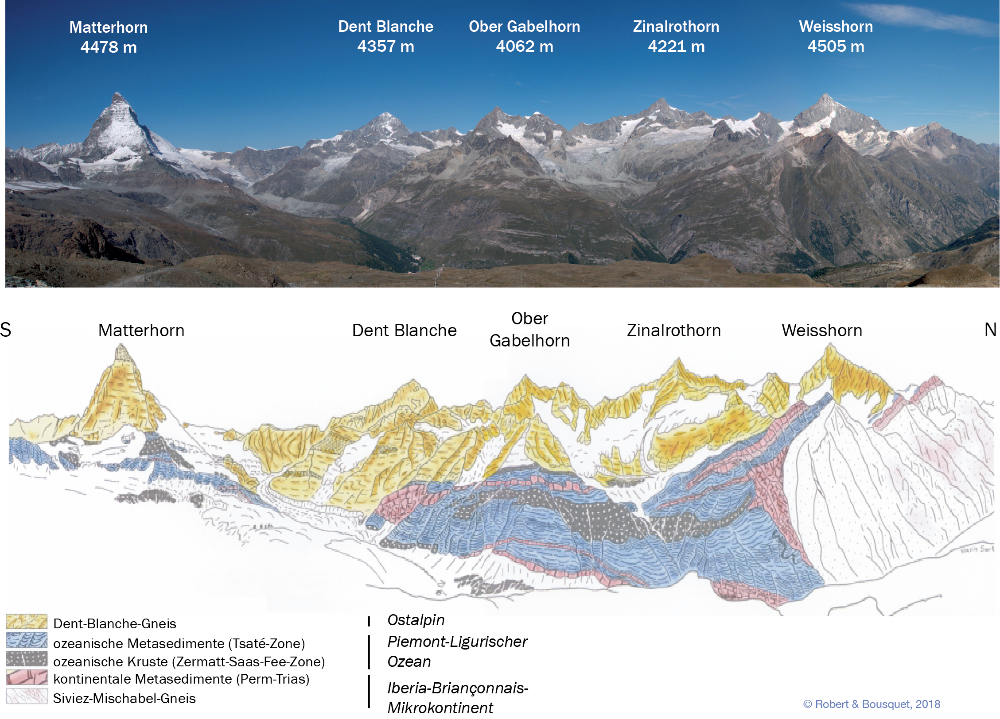 Matterhorn
4478 m
Dent Blanche
4357 m
Ober Gabelhorn
4062 m
Zinalrothorn
4221 m
Weisshorn
4505 m
S
Matterhorn
Dent Blanche
Ober
Gabelhorn
Zinalrothorn
Weisshorn
N
Dent-Blanche-Gneis
ozeanische Metasedimente (Tsaté-Zone)
ozeanische Kruste (Zermatt-Saas-Fee-Zone)
kontinentale Metasedimente (Perm-Trias)
Siviez-Mischabel-Gneis
Ostalpin
Piemont-Ligurischer
Ozean
Iberia-Briançonnais-
Mikrokontinent
© Robert & Bousquet, 2018